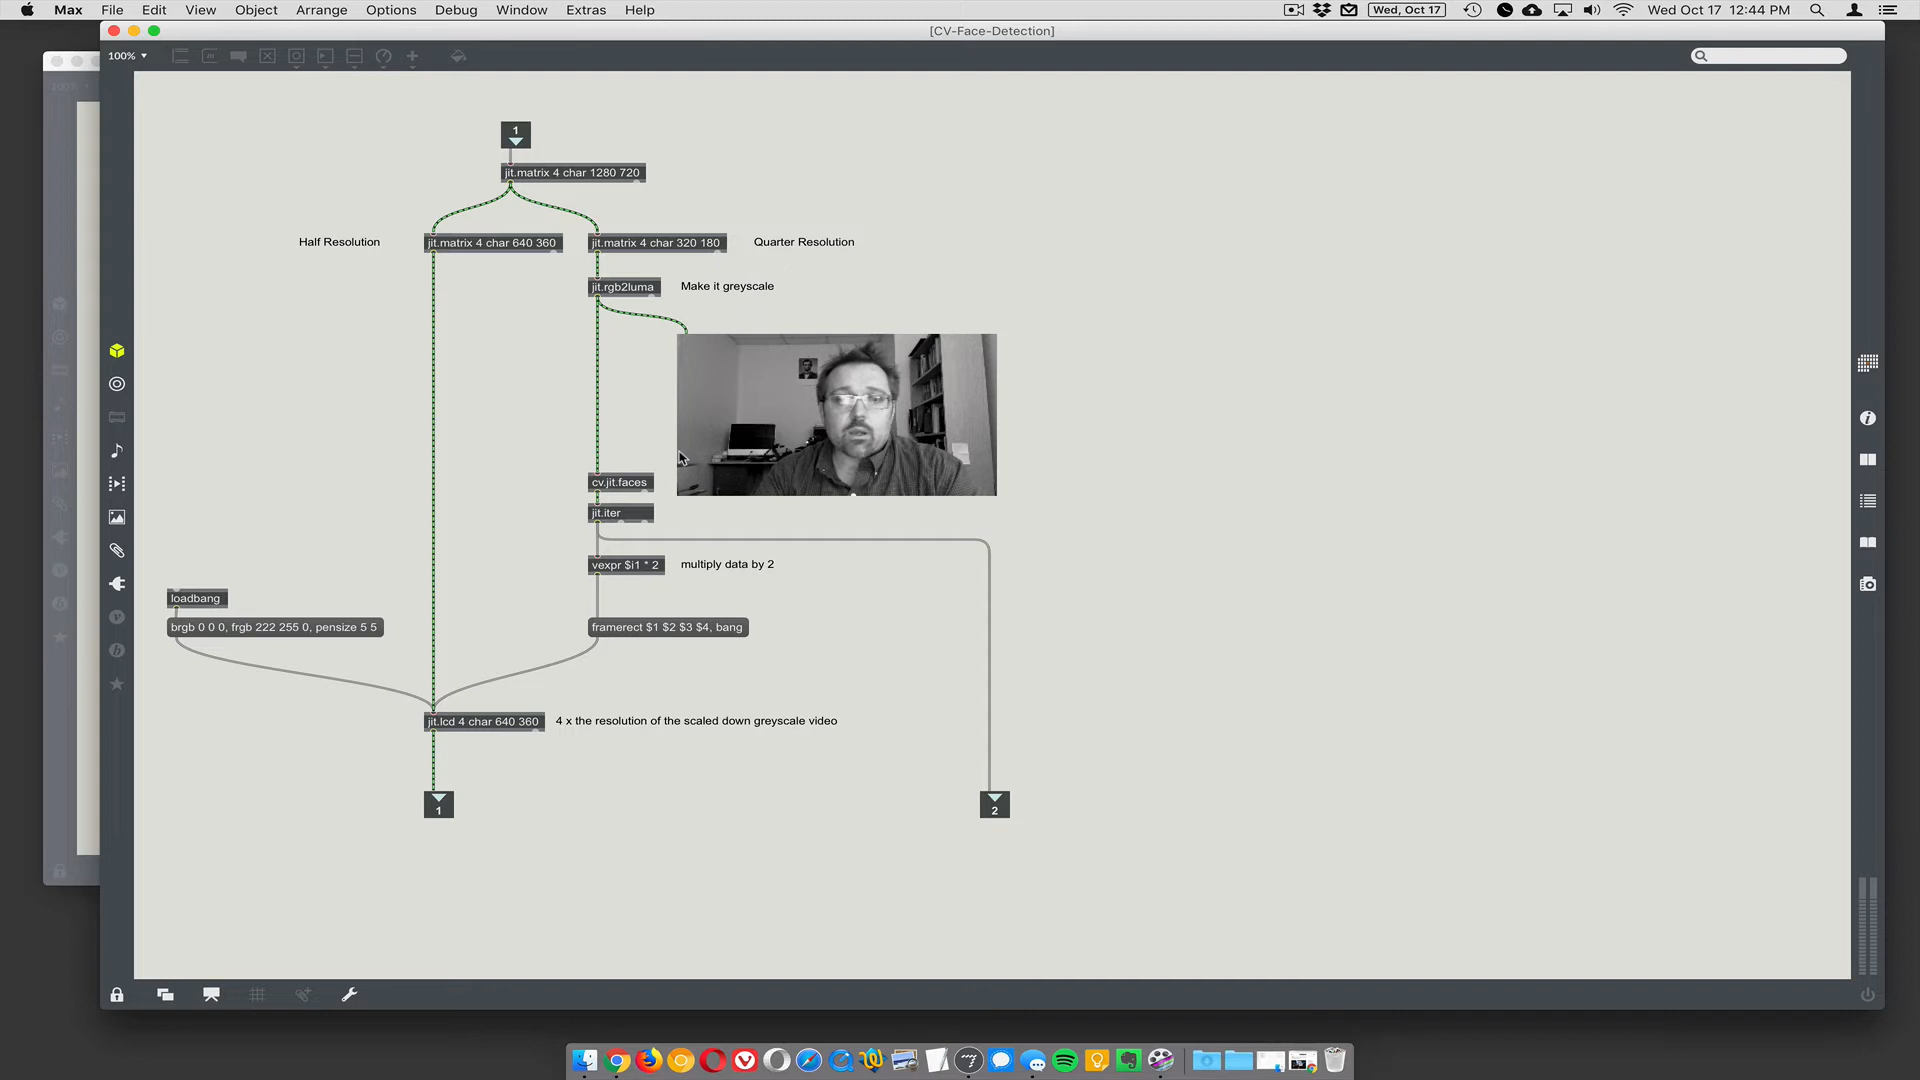 Max File Edit View Object Arrange Options Debug Window Extras Help
Wed, Oct 17
Wed Oct 17 12:44 PM
[CV-Face-Detection]
100%
1
jit.matrix 4 char 1280 720
Half Resolution
jit.matrix 4 char 640 360
jit.matrix 4 char 320 180
Quarter Resolution
jit.rgb2luma
Make it greyscale
cv.jit.faces
jit.iter
vexpr $i1 * 2
multiply data by 2
loadbang
brgb 0 0 0, frgb 222 255 0, pensize 5 5
framerect $1 $2 $3 $4, bang
jit.lcd 4 char 640 360
4 x the resolution of the scaled down greyscale video
1
2